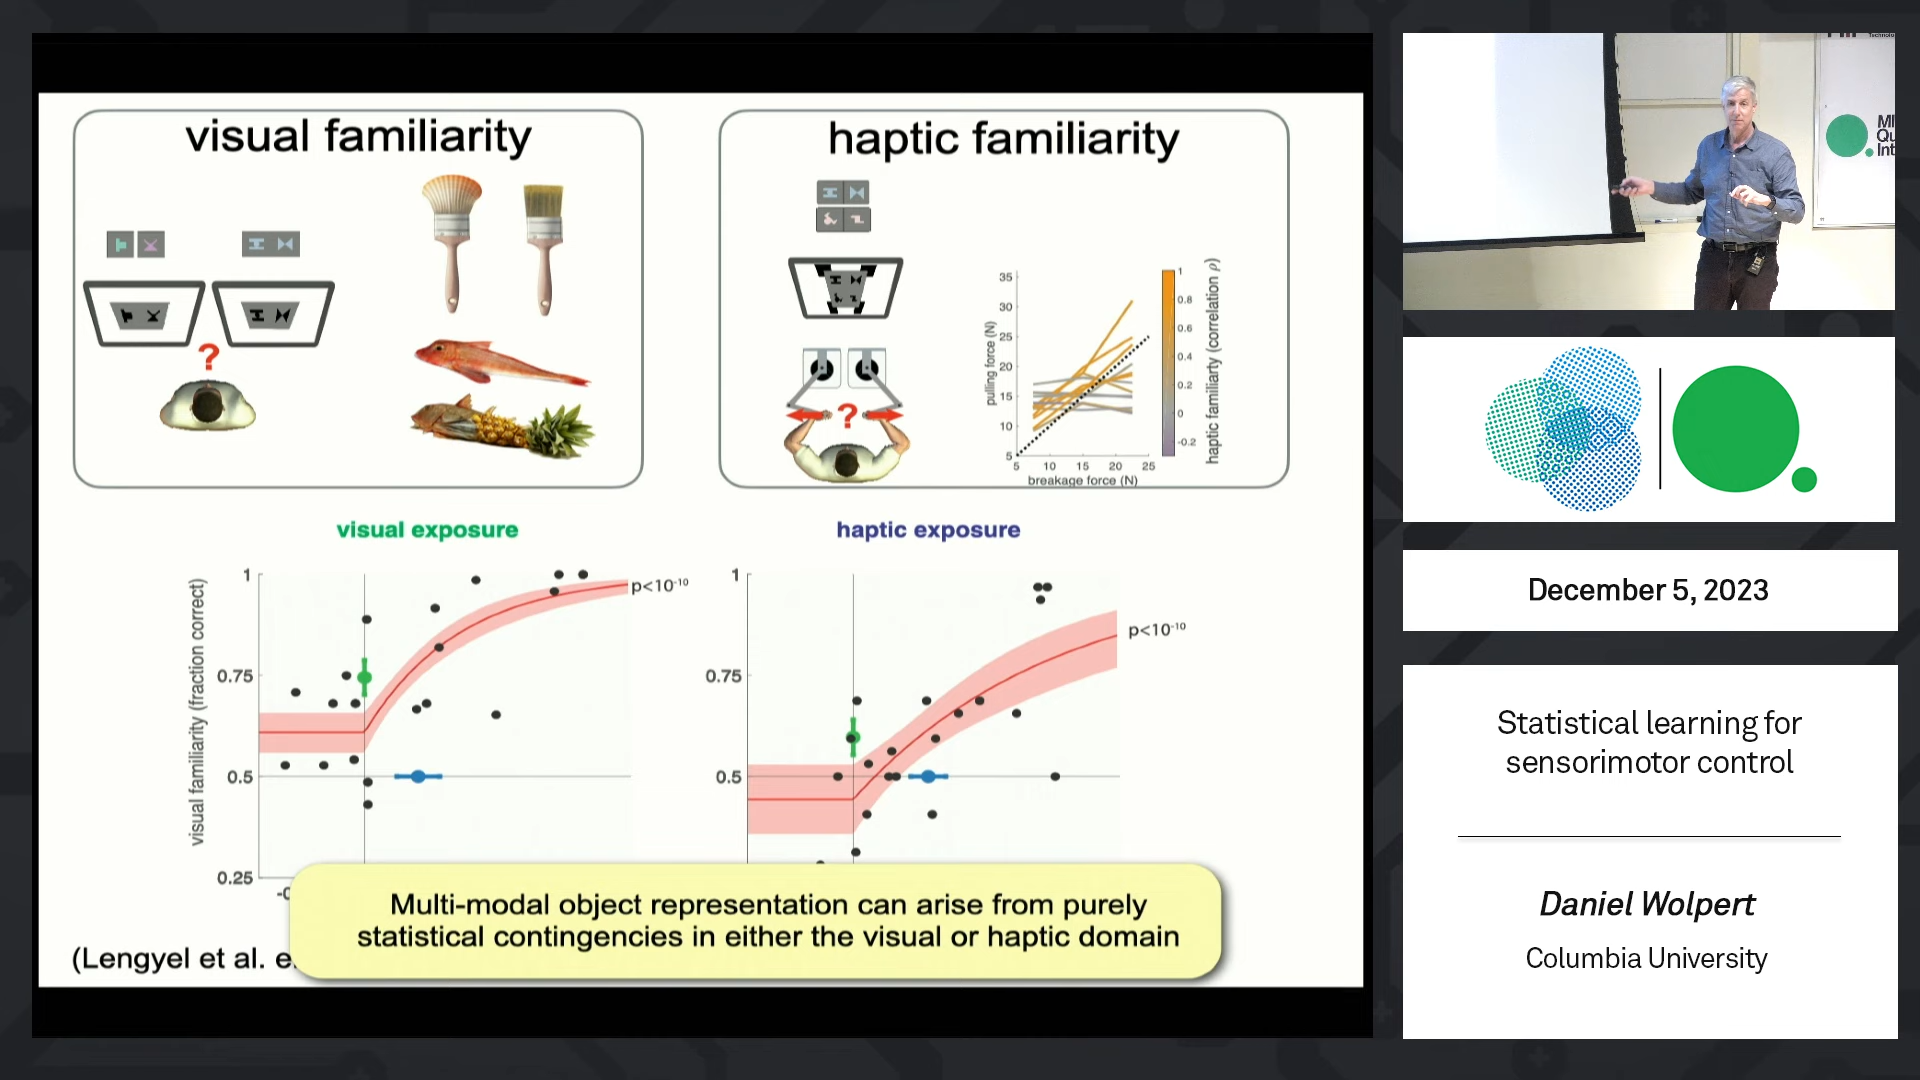 visual familiarity
?
haptic familiarity
?
35
30
25
20
15
10
5
pulling force (N)
5 10 15 20 25
breakage force (N)
1
0.8
0.6
0.4
0.2
0
-0.2
haptic familiarty (correlation ρ)
visual exposure
1
0.75
0.5
0.25
visual familiarity (fraction correct)
p<10⁻¹⁰
haptic exposure
1
0.75
0.5
p<10⁻¹⁰
Multi-modal object representation can arise from purely
statistical contingencies in either the visual or haptic domain
(Lengyel et al. e
MI
Qu
Int
December 5, 2023
Statistical learning for
sensorimotor control
Daniel Wolpert
Columbia University